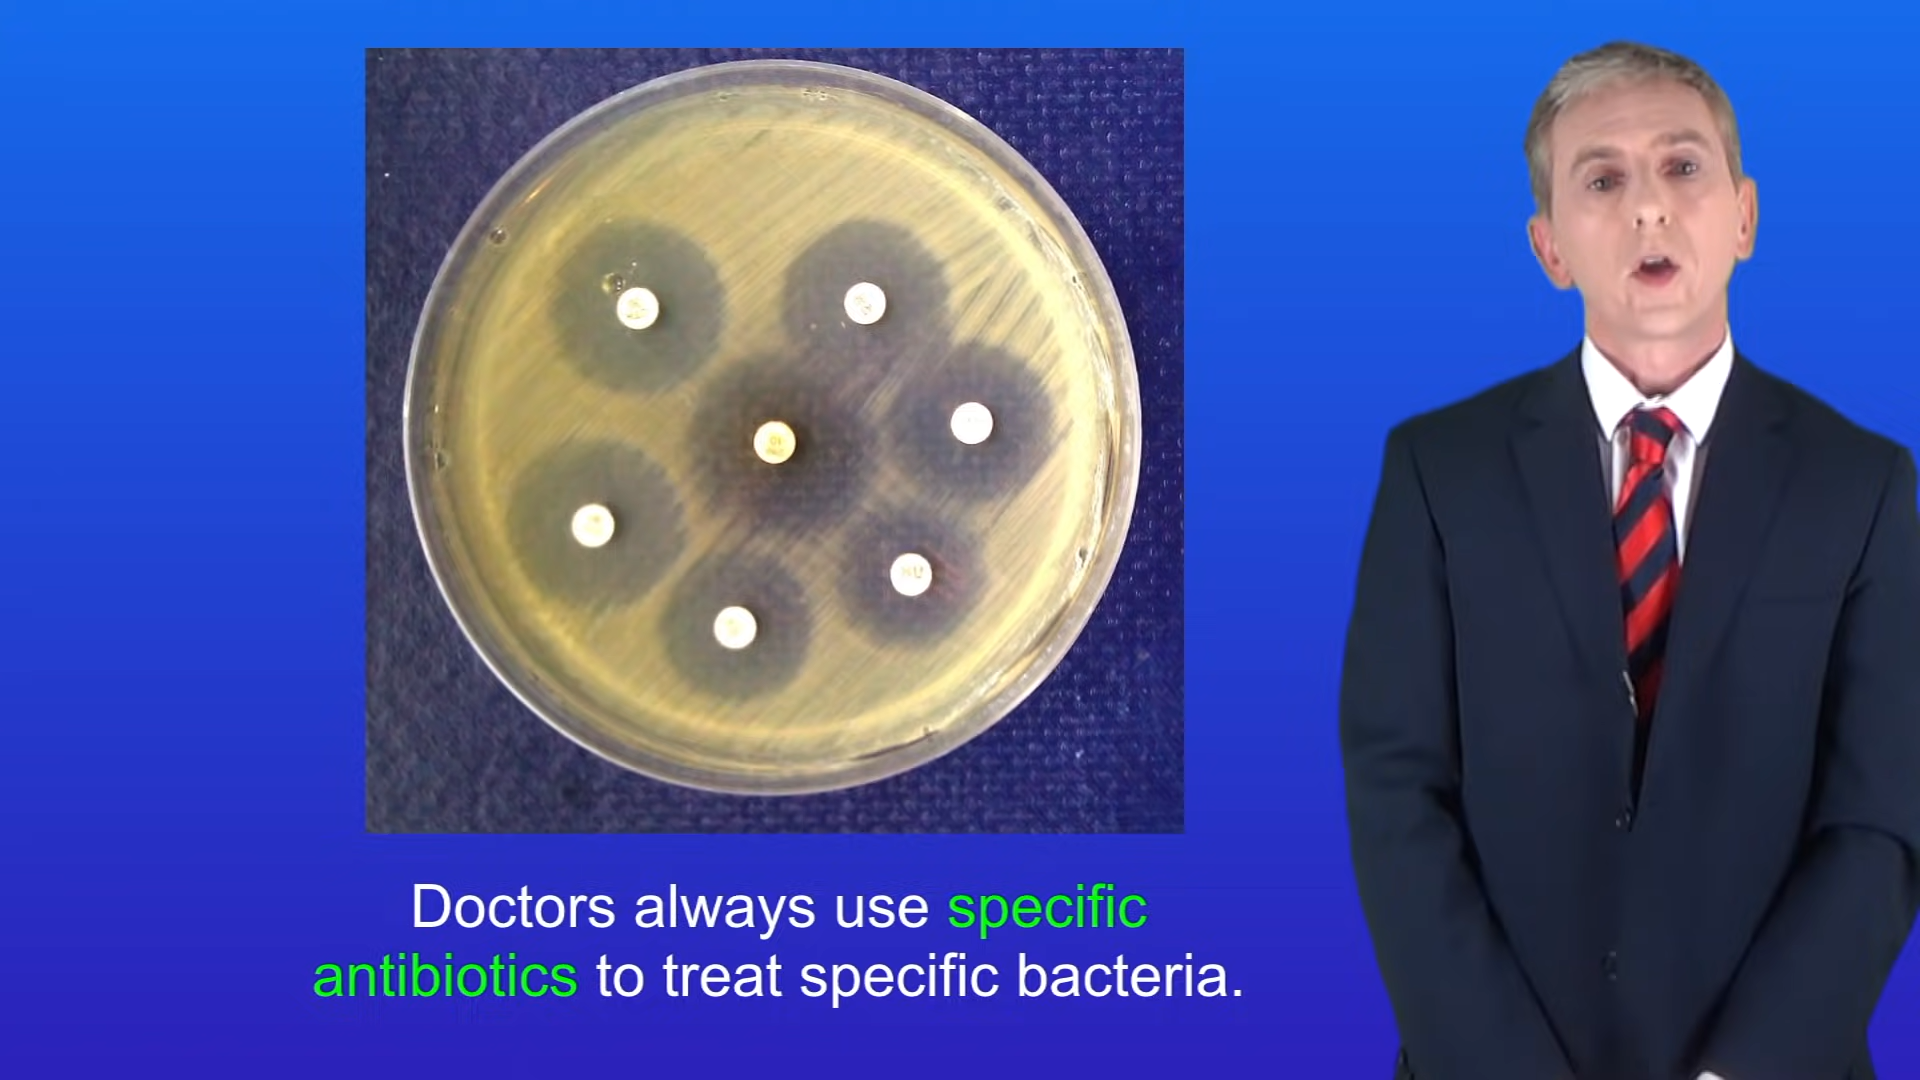 Doctors always use specific
antibiotics to treat specific bacteria.